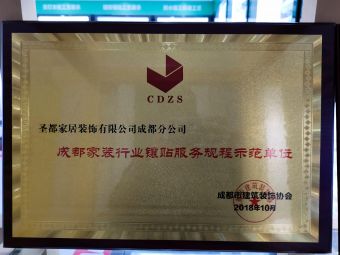 CDZS
圣都家居装饰有限公司成都分公司
成都家装行业镶贴服务规程示范单位
成都市建筑装饰协会
2018年10月